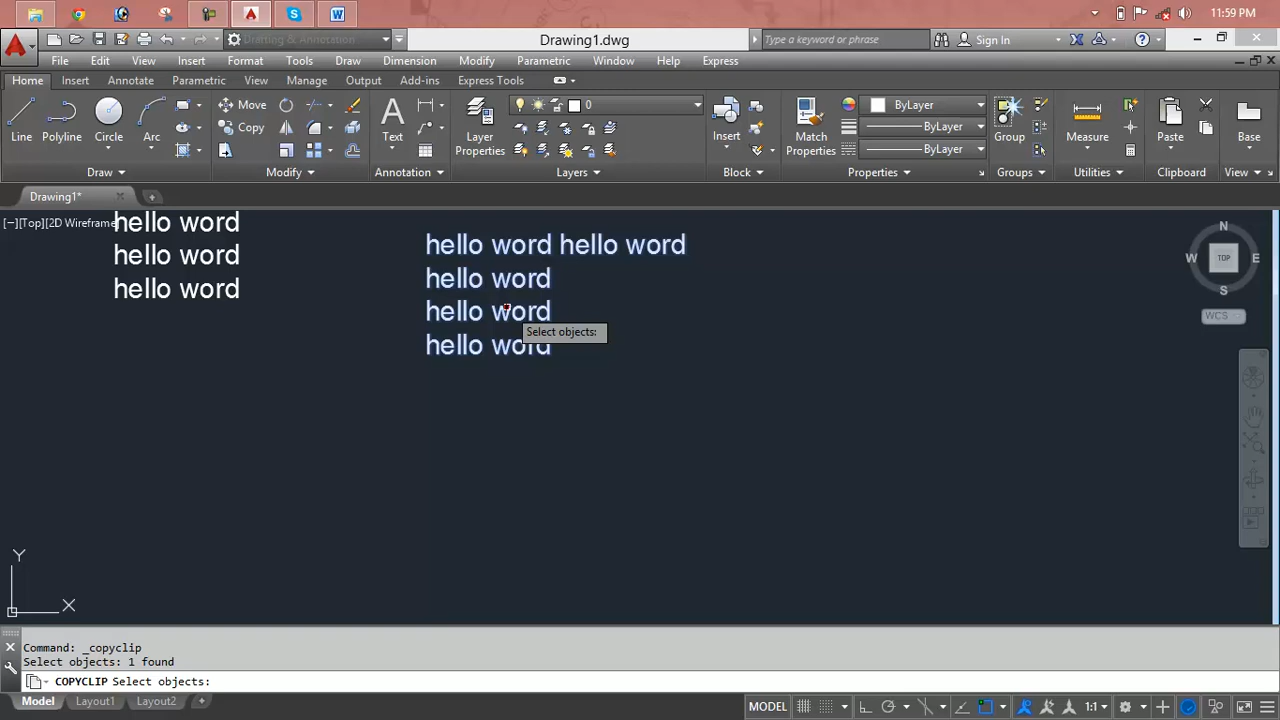 11:59 PM
Drafting & Annotation
Drawing1.dwg
Type a keyword or phrase
Sign In
File Edit View Insert Format Tools Draw Dimension Modify Parametric Window Help Express
Home Insert Annotate Parametric View Manage Output Add-ins Express Tools
Line Polyline Circle Arc
Move
Copy
Text
Layer Properties
0
Insert
Match Properties
ByLayer
ByLayer
ByLayer
Group
Measure
Paste
Base
Draw Modify Annotation Layers Block Properties Groups Utilities Clipboard View
Drawing1*
[−][Top][2D Wireframe
hello word
hello word
hello word
hello word hello word
hello word
hello word
hello word
Select objects:
N
W TOP E
S
WCS
Y
X
Command: _copyclip
Select objects: 1 found
COPYCLIP Select objects:
Model Layout1 Layout2
MODEL
1:1